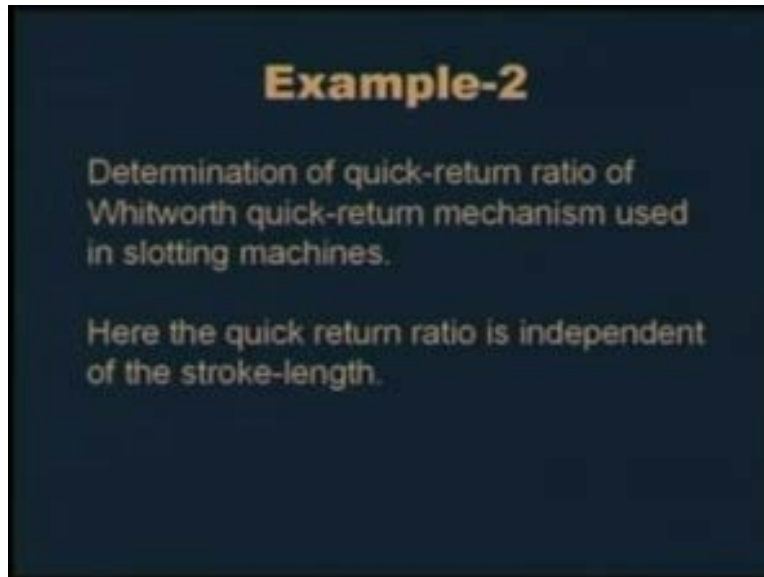 Example-2
Determination of quick-return ratio of
Whitworth quick-return mechanism used
in slotting machines.
Here the quick return ratio is independent
of the stroke-length.